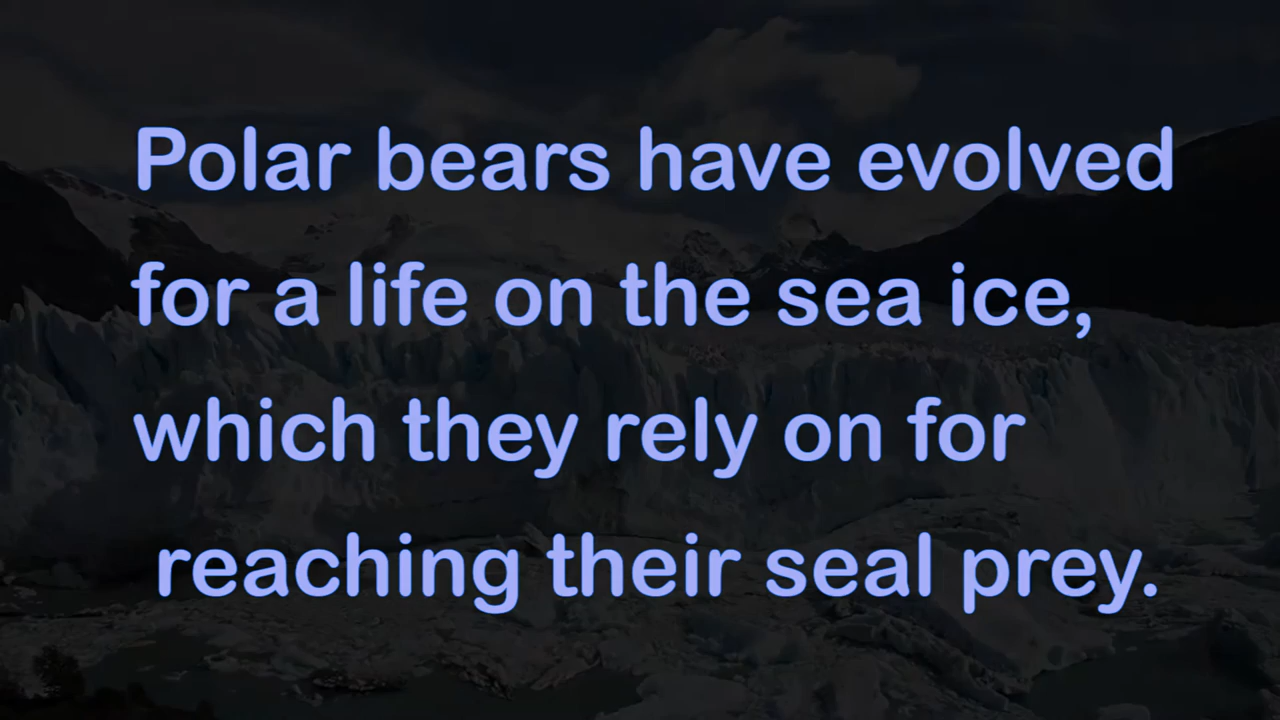 Polar bears have evolved
for a life on the sea ice,
which they rely on for
reaching their seal prey.